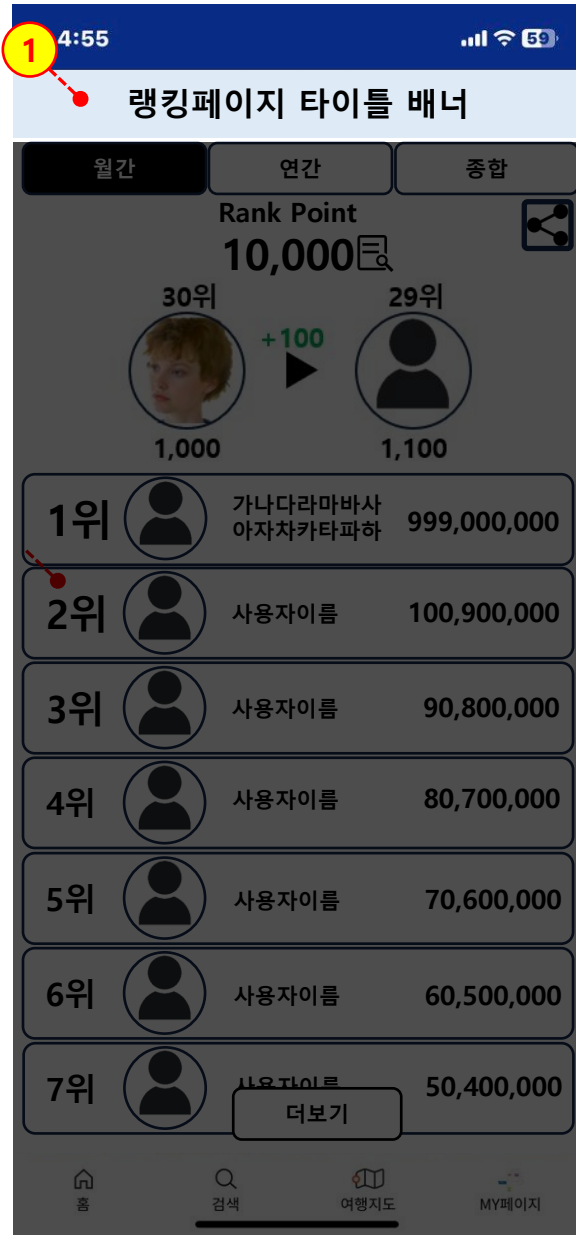 1
4:55
59
랭킹페이지 타이틀 배너
월간 연간 종합
Rank Point
10,000
30위 29위
+100
1,000 1,100
1위 가나다라마바사 999,000,000
아자차카타파하
2위 사용자이름 100,900,000
3위 사용자이름 90,800,000
4위 사용자이름 80,700,000
5위 사용자이름 70,600,000
6위 사용자이름 60,500,000
7위 사용자이름 50,400,000
더보기
홈 검색 여행지도 MY페이지